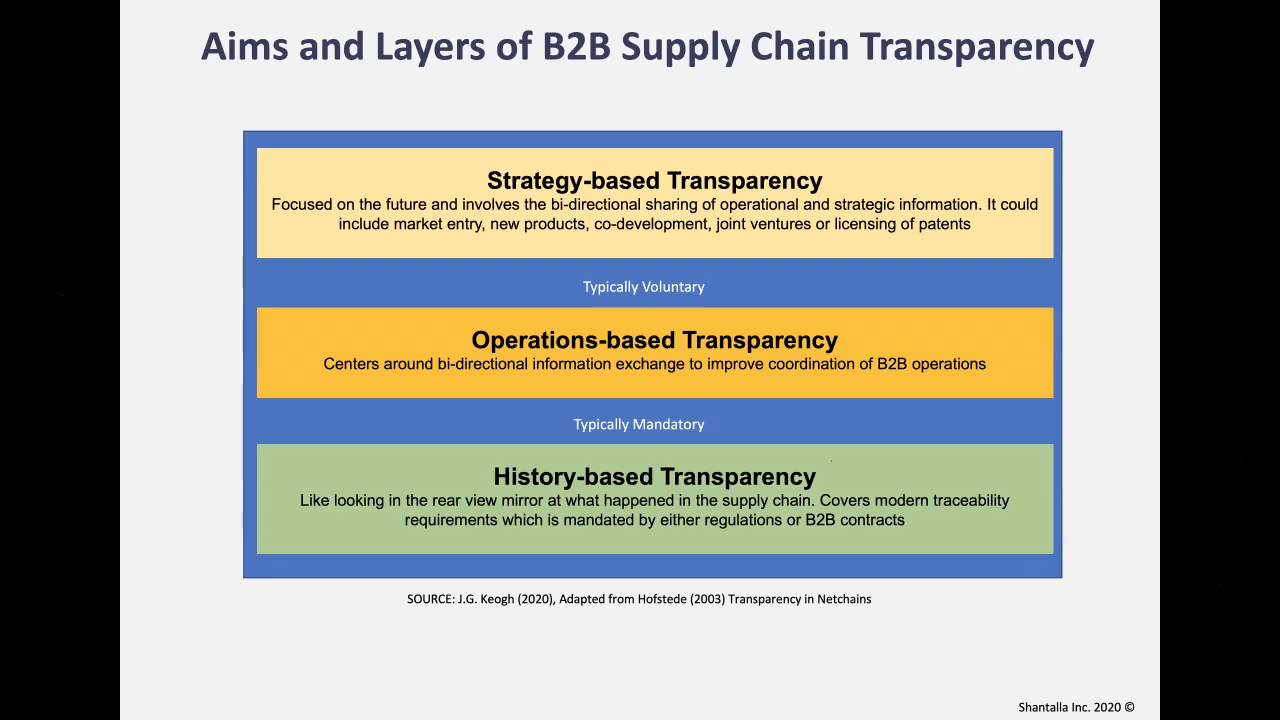 Aims and Layers of B2B Supply Chain Transparency
Strategy-based Transparency
Focused on the future and involves the bi-directional sharing of operational and strategic information. It could
include market entry, new products, co-development, joint ventures or licensing of patents
Typically Voluntary
Operations-based Transparency
Centers around bi-directional information exchange to improve coordination of B2B operations
Typically Mandatory
History-based Transparency
Like looking in the rear view mirror at what happened in the supply chain. Covers modern traceability
requirements which is mandated by either regulations or B2B contracts
SOURCE: J.G. Keogh (2020), Adapted from Hofstede (2003) Transparency in Netchains
Shantalla Inc. 2020 ©